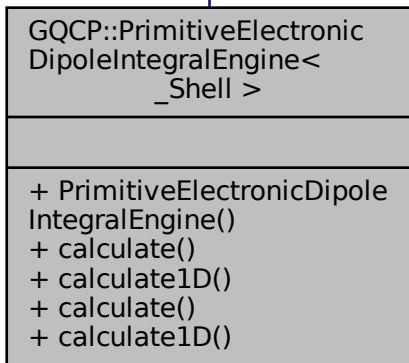 GQCP::PrimitiveElectronic
DipoleIntegralEngine<
_Shell >
+ PrimitiveElectronicDipole
IntegralEngine()
+ calculate()
+ calculate1D()
+ calculate()
+ calculate1D()